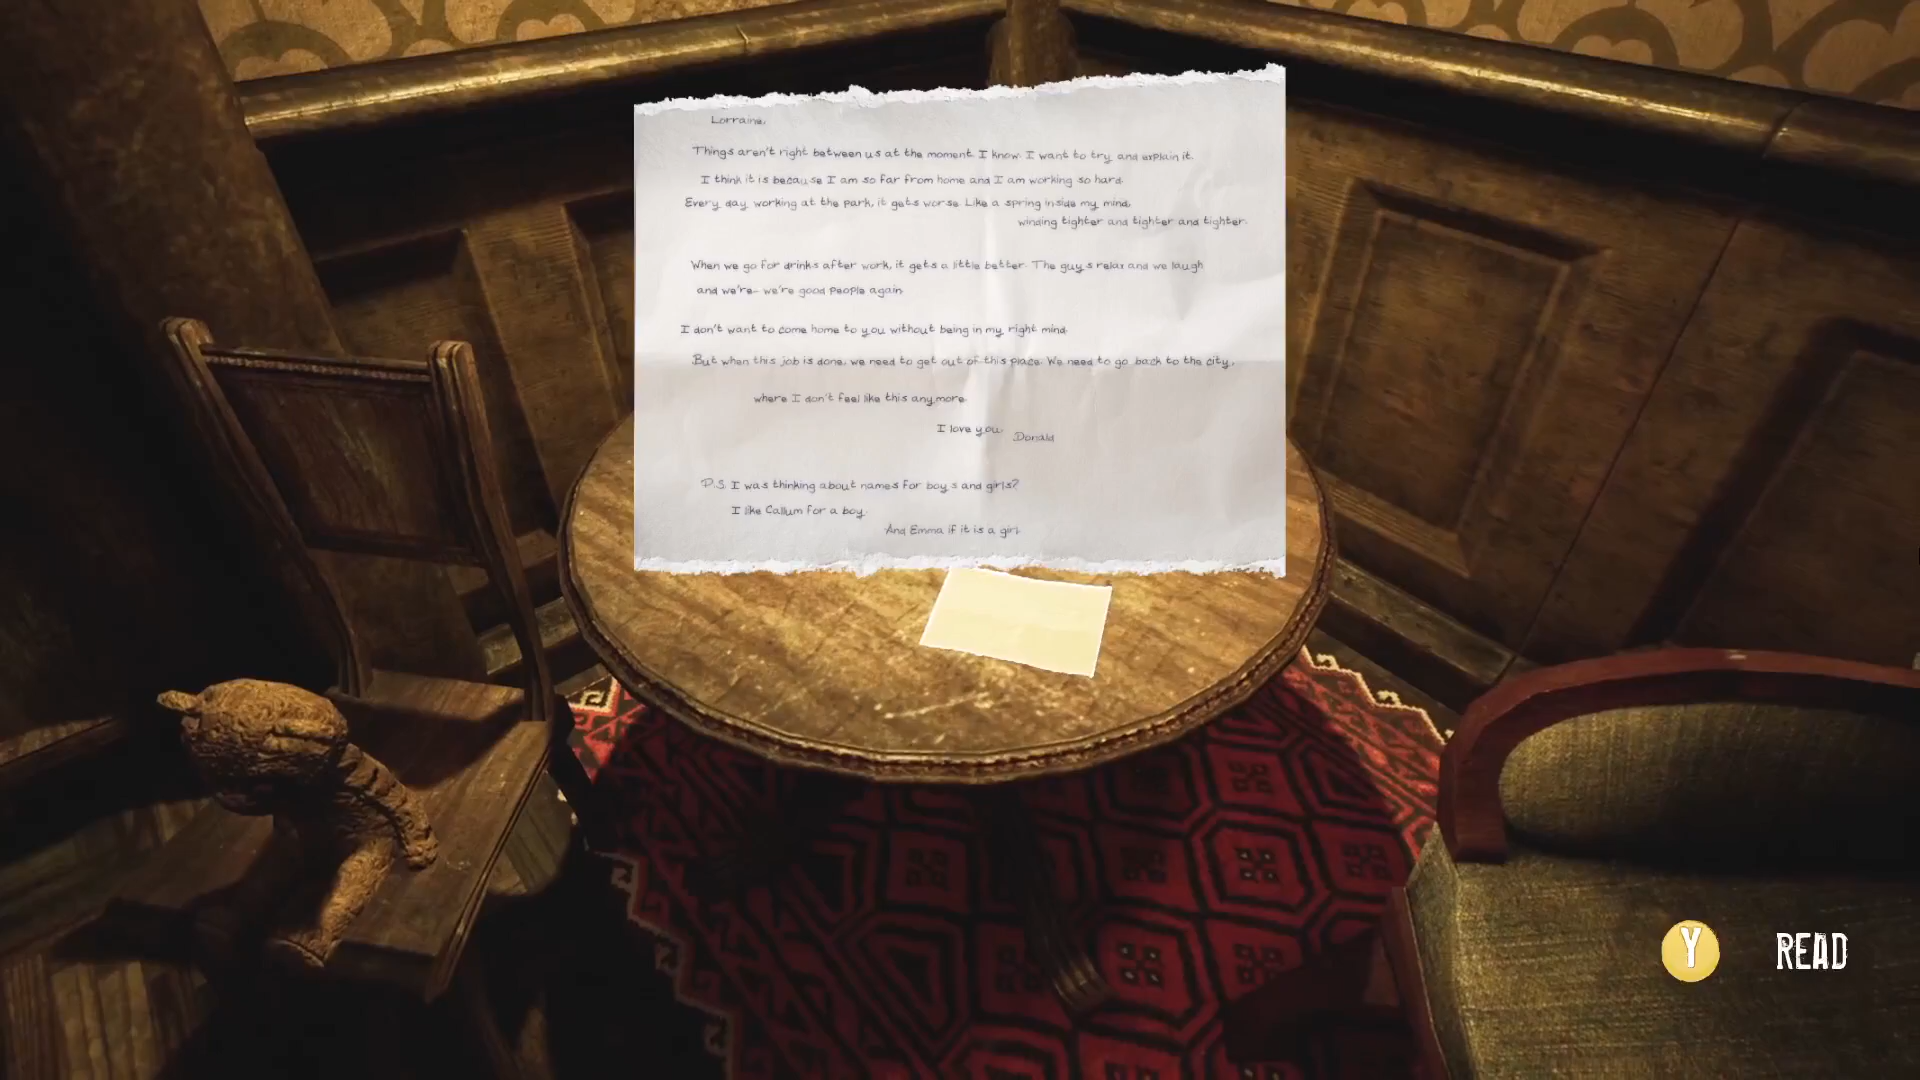 Lorraine,
Things aren't right between us at the moment. I know. I want to try and explain it.
I think it is because I am so far from home and I am working so hard.
Every day working at the park, it gets worse. Like a spring inside my mind,
winding tighter and tighter and tighter.
When we go for drinks after work, it gets a little better. The guys relax and we laugh
and we're- we're good people again.
I don't want to come home to you without being in my right mind.
But when this job is done, we need to get out of this place. We need to go back to the city,
where I don't feel like this anymore.
I love you.
Donald
P.S. I was thinking about names for boys and girls?
I like Callum for a boy.
And Emma if it is a girl.
Y READ